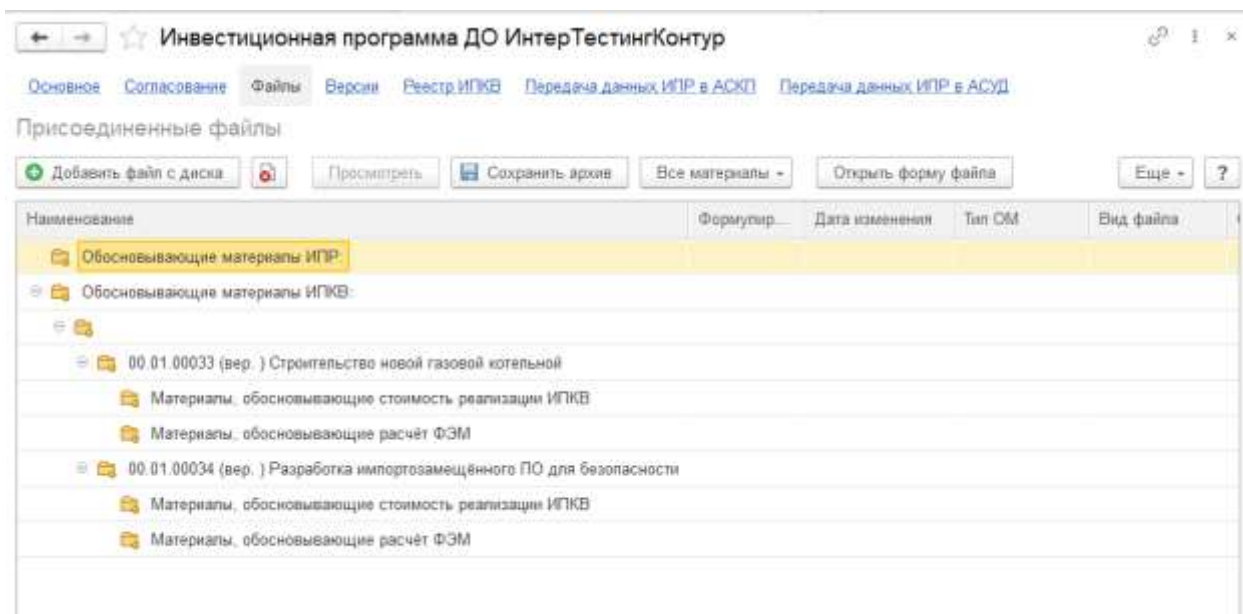 Инвестиционная программа ДО ИнтерТестингКонтур
Основное Согласование Файлы Версии Реестр ИПКВ Передача данных ИПР в АСКП Передача данных ИПР в АСУД
Присоединенные файлы
Добавить файл с диска Просмотреть Сохранить архив Все материалы Открыть форму файла Еще ?
Наименование Формулир... Дата изменения Тип ОМ Вид файла
Обосновывающие материалы ИПР:
Обосновывающие материалы ИПКВ:
00.01.00033 (вер. ) Строительство новой газовой котельной
Материалы, обосновывающие стоимость реализации ИПКВ
Материалы, обосновывающие расчёт ФЭМ
00.01.00034 (вер. ) Разработка импортозамещённого ПО для безопасности
Материалы, обосновывающие стоимость реализации ИПКВ
Материалы, обосновывающие расчёт ФЭМ